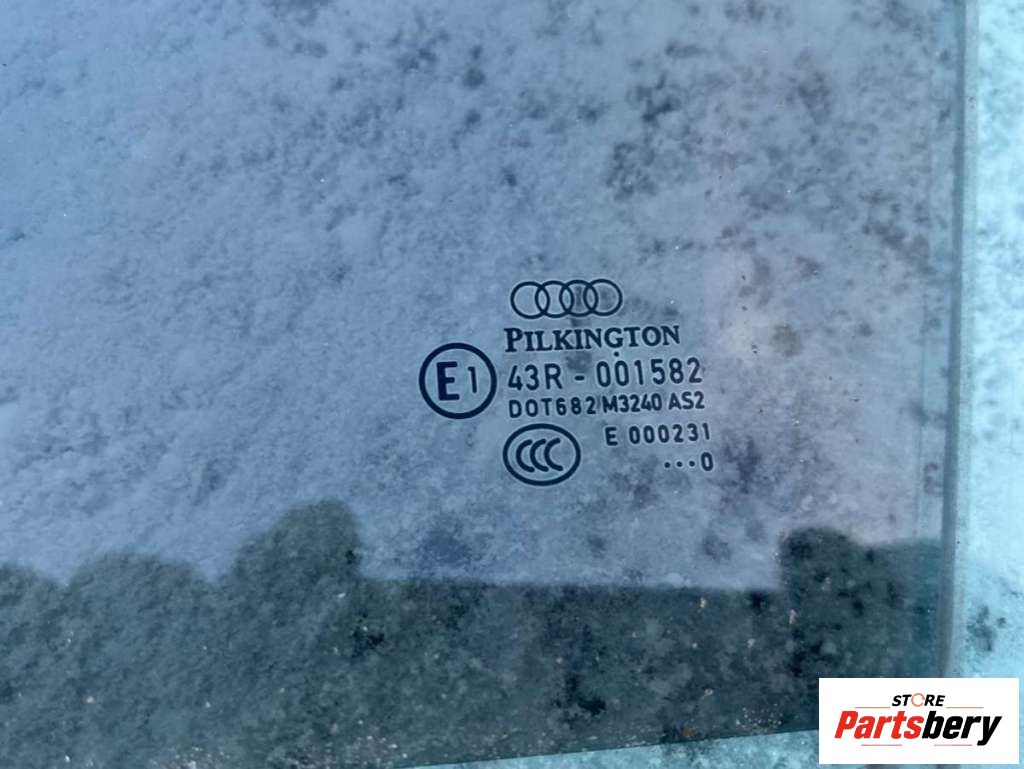 PILKINGTON
E1 43R - 001582
DOT682 M3240 AS2
CCC E 000231
...0
STORE
Partsbery